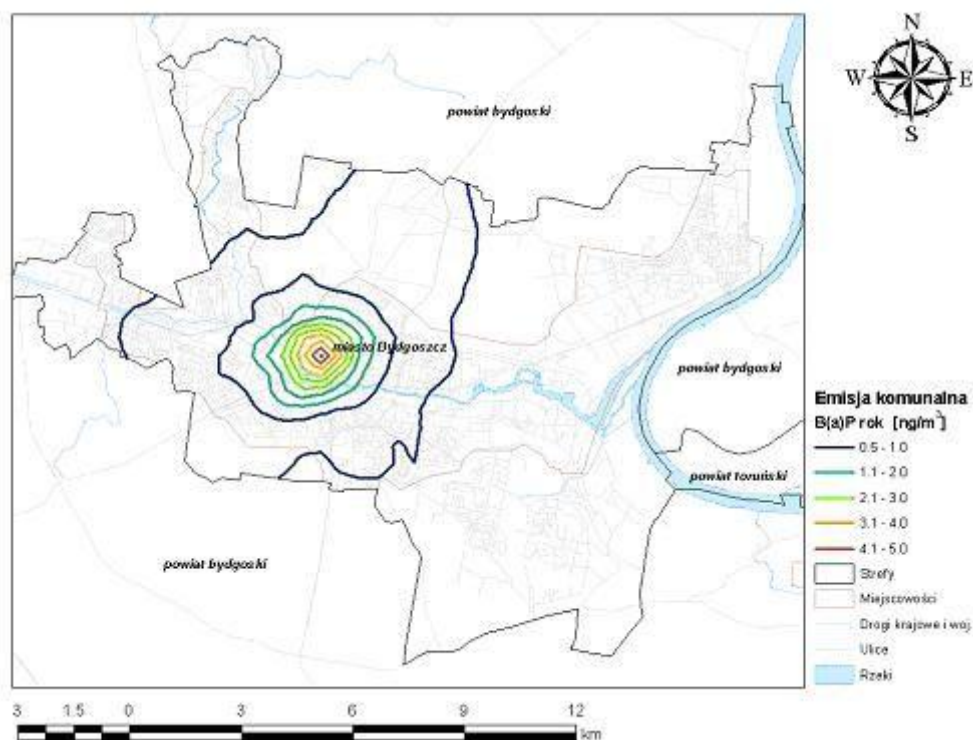 N
W E
S
powiat bydgoski
miasto Bydgoszcz
powiat bydgoski
powiat toruński
powiat bydgoski
Emisja komunalna
B(a)P rok [ng/m³]
0.5 - 1.0
1.1 - 2.0
2.1 - 3.0
3.1 - 4.0
4.1 - 5.0
Strefy
Miejscowości
Drogi krajowe i woj.
Ulice
Rzeki
3 1.5 0 3 6 9 12
km